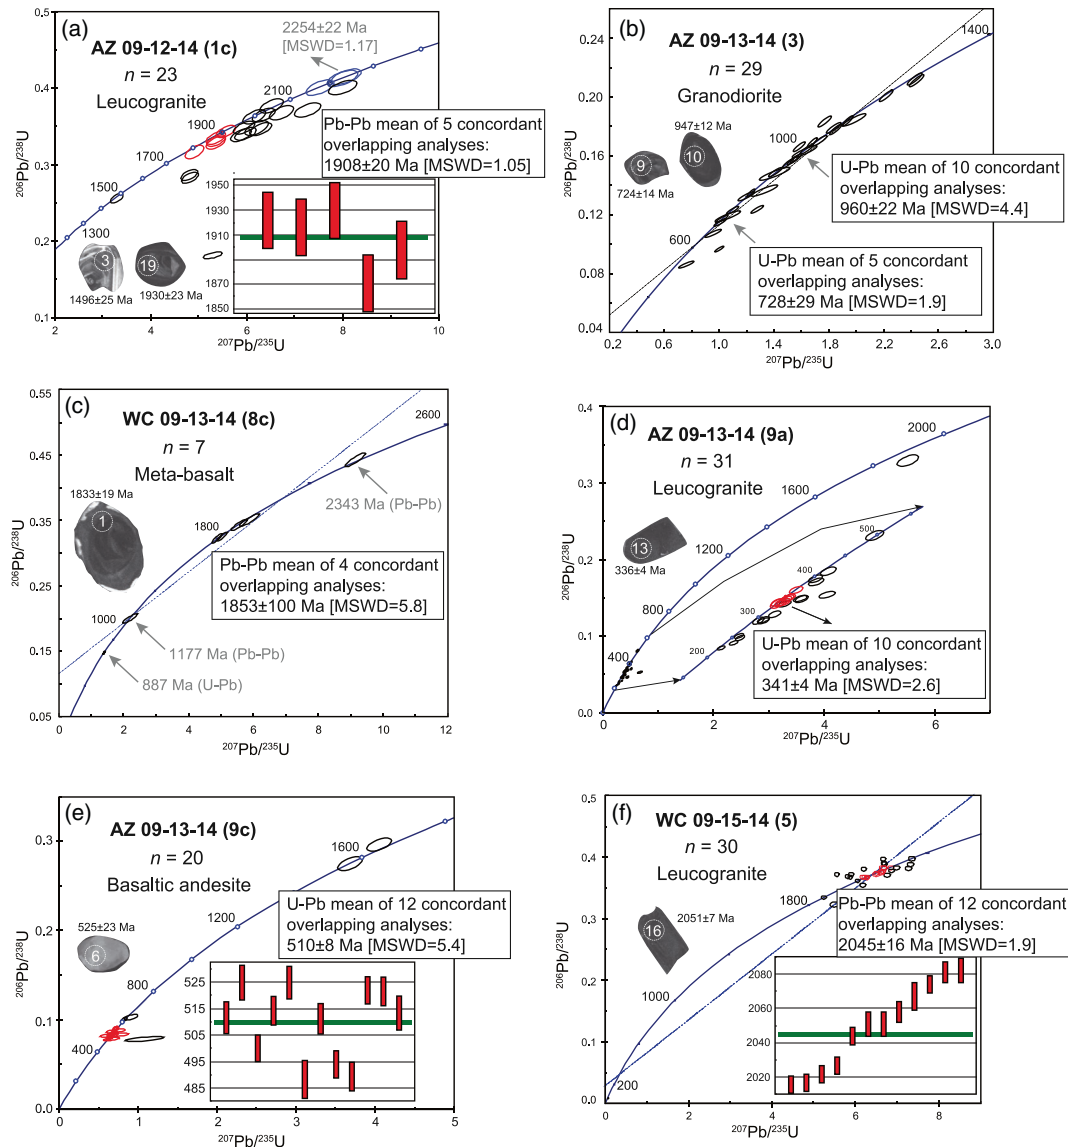 (a)
AZ 09-12-14 (1c)
n = 23
Leucogranite
2254±22 Ma
[MSWD=1.17]
Pb-Pb mean of 5 concordant
overlapping analyses:
1908±20 Ma [MSWD=1.05]
2100
1900
1700
1500
1300
1950
1930
1910
1890
1870
1850
3
19
1496±25 Ma
1930±23 Ma
0.5
0.4
0.3
0.2
0.1
2
4
6
8
10
206Pb/238U
207Pb/235U
(b)
AZ 09-13-14 (3)
n = 29
Granodiorite
1400
1000
600
947±12 Ma
9
10
724±14 Ma
U-Pb mean of 10 concordant
overlapping analyses:
960±22 Ma [MSWD=4.4]
U-Pb mean of 5 concordant
overlapping analyses:
728±29 Ma [MSWD=1.9]
0.24
0.20
0.16
0.12
0.08
0.04
0.2
0.6
1.0
1.4
1.8
2.2
2.6
3.0
206Pb/238U
207Pb/235U
(c)
WC 09-13-14 (8c)
n = 7
Meta-basalt
2600
1833±19 Ma
1
2343 Ma (Pb-Pb)
1800
Pb-Pb mean of 4 concordant
overlapping analyses:
1853±100 Ma [MSWD=5.8]
1000
1177 Ma (Pb-Pb)
887 Ma (U-Pb)
0.55
0.45
0.35
0.25
0.15
0.05
0
2
4
6
8
10
12
206Pb/238U
207Pb/235U
(d)
AZ 09-13-14 (9a)
n = 31
Leucogranite
2000
1600
1200
800
400
13
336±4 Ma
500
400
300
200
U-Pb mean of 10 concordant
overlapping analyses:
341±4 Ma [MSWD=2.6]
0.4
0.3
0.2
0.1
0.0
0
2
4
6
206Pb/238U
207Pb/235U
(e)
AZ 09-13-14 (9c)
n = 20
Basaltic andesite
1600
1200
800
400
525±23 Ma
6
U-Pb mean of 12 concordant
overlapping analyses:
510±8 Ma [MSWD=5.4]
525
515
505
495
485
0.3
0.2
0.1
0.0
0
1
2
3
4
5
206Pb/238U
207Pb/235U
(f)
WC 09-15-14 (5)
n = 30
Leucogranite
1800
1000
200
2051±7 Ma
16
Pb-Pb mean of 12 concordant
overlapping analyses:
2045±16 Ma [MSWD=1.9]
2080
2060
2040
2020
0.5
0.4
0.3
0.2
0.1
0.0
0
2
4
6
8
206Pb/238U
207Pb/235U